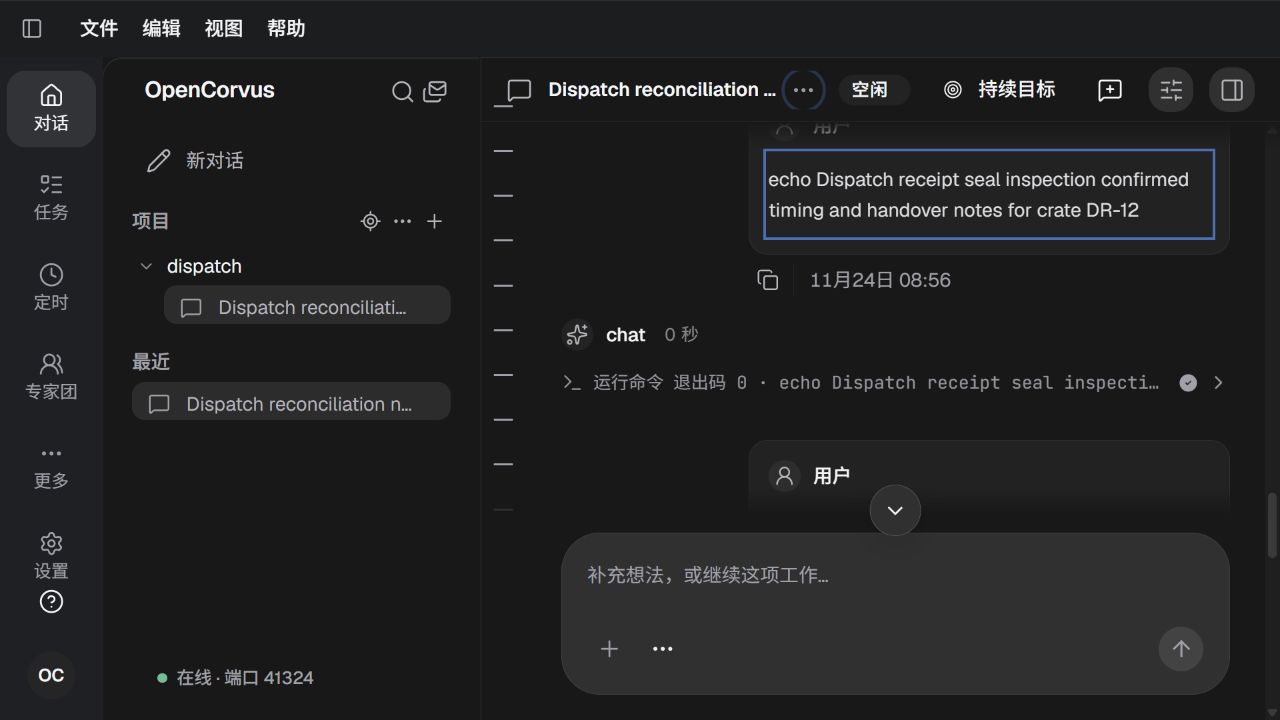 文件 编辑 视图 帮助
对话
任务
定时
专家团
更多
设置
OC
OpenCorvus
新对话
项目
dispatch
Dispatch reconciliati...
最近
Dispatch reconciliation n...
在线 · 端口 41324
Dispatch reconciliation ...
空闲
持续目标
用户
echo Dispatch receipt seal inspection confirmed
timing and handover notes for crate DR-12
11月24日 08:56
chat 0 秒
运行命令 退出码 0 · echo Dispatch receipt seal inspecti...
用户
补充想法，或继续这项工作...